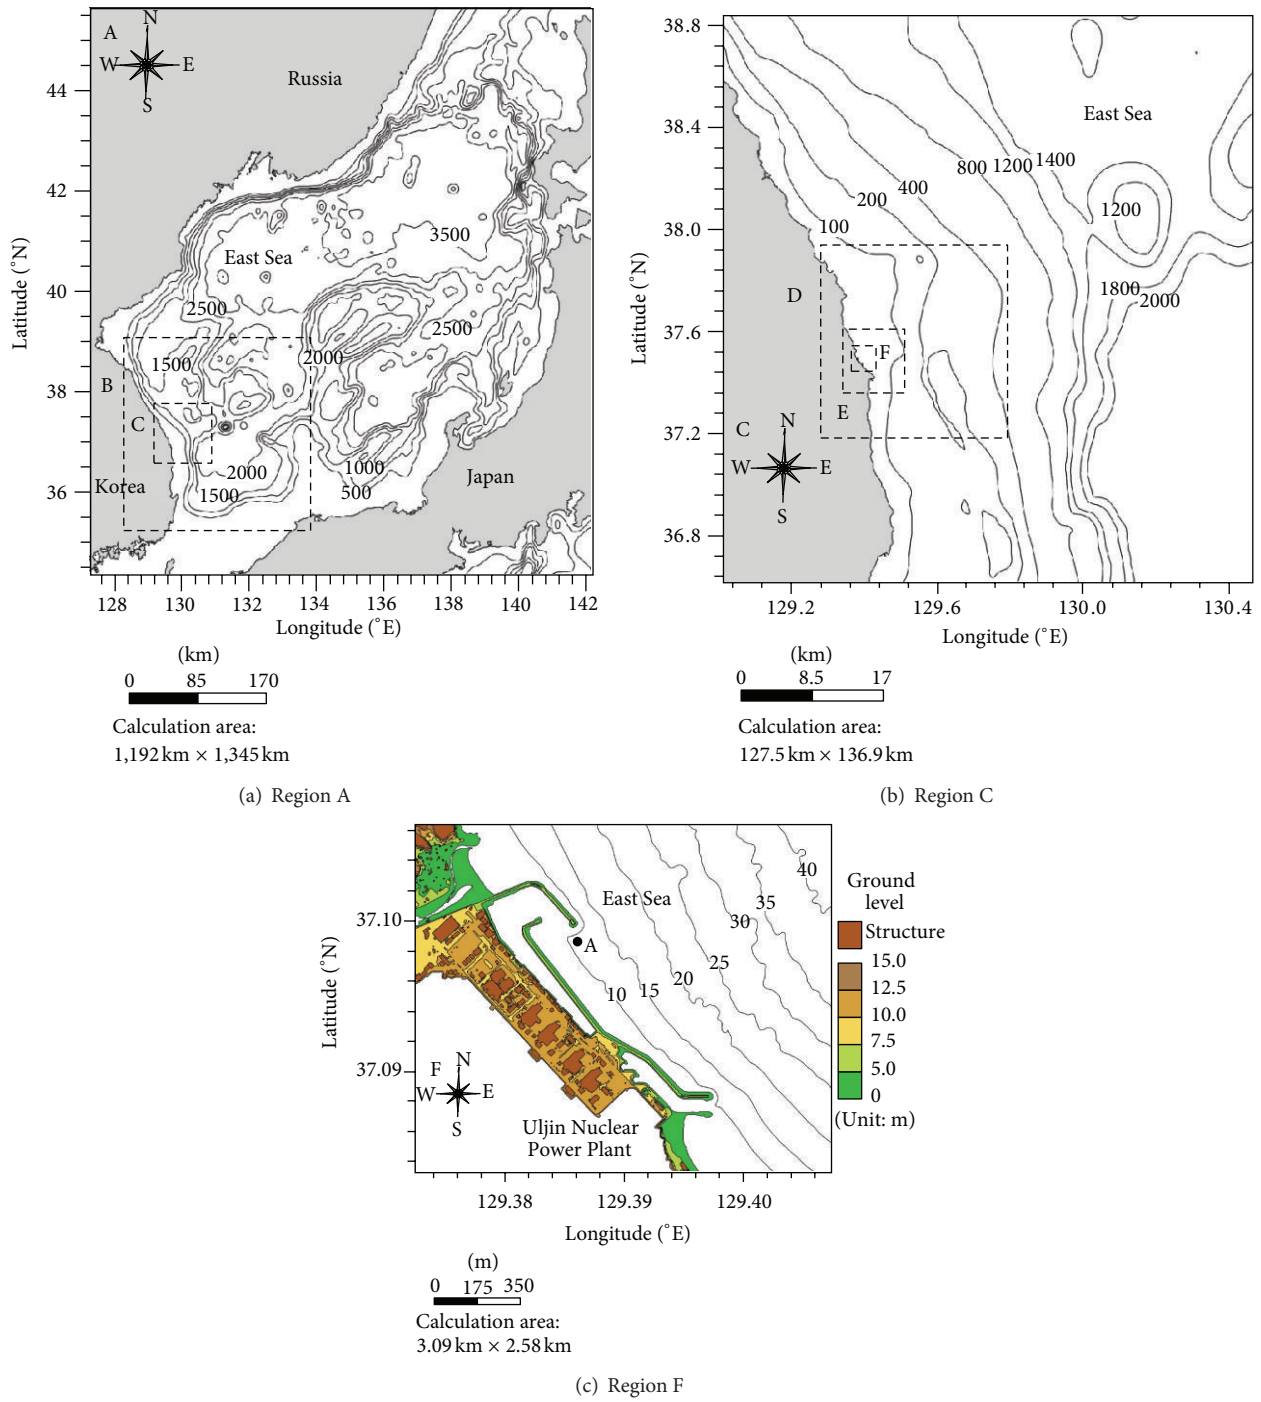 A
N
W
E
S
Russia
East Sea
3500
2500
2500
2000
1500
B
C
2000
1500
1000
500
Korea
Japan
44
42
40
38
36
Latitude (°N)
128 130 132 134 136 138 140 142
Longitude (°E)
(km)
0 85 170
Calculation area:
1,192 km × 1,345 km
(a) Region A
38.8
38.4
38.0
37.6
37.2
36.8
Latitude (°N)
East Sea
1400
1200
800
400
200
100
1200
1800
2000
D
F
E
C
N
W
E
S
129.2 129.6 130.0 130.4
Longitude (°E)
(km)
0 8.5 17
Calculation area:
127.5 km × 136.9 km
(b) Region C
37.10
37.09
Latitude (°N)
East Sea
A
40
35
30
25
20
15
10
F
N
W
E
S
Uljin Nuclear
Power Plant
Ground
level
Structure
15.0
12.5
10.0
7.5
5.0
0
(Unit: m)
129.38 129.39 129.40
Longitude (°E)
(m)
0 175 350
Calculation area:
3.09 km × 2.58 km
(c) Region F